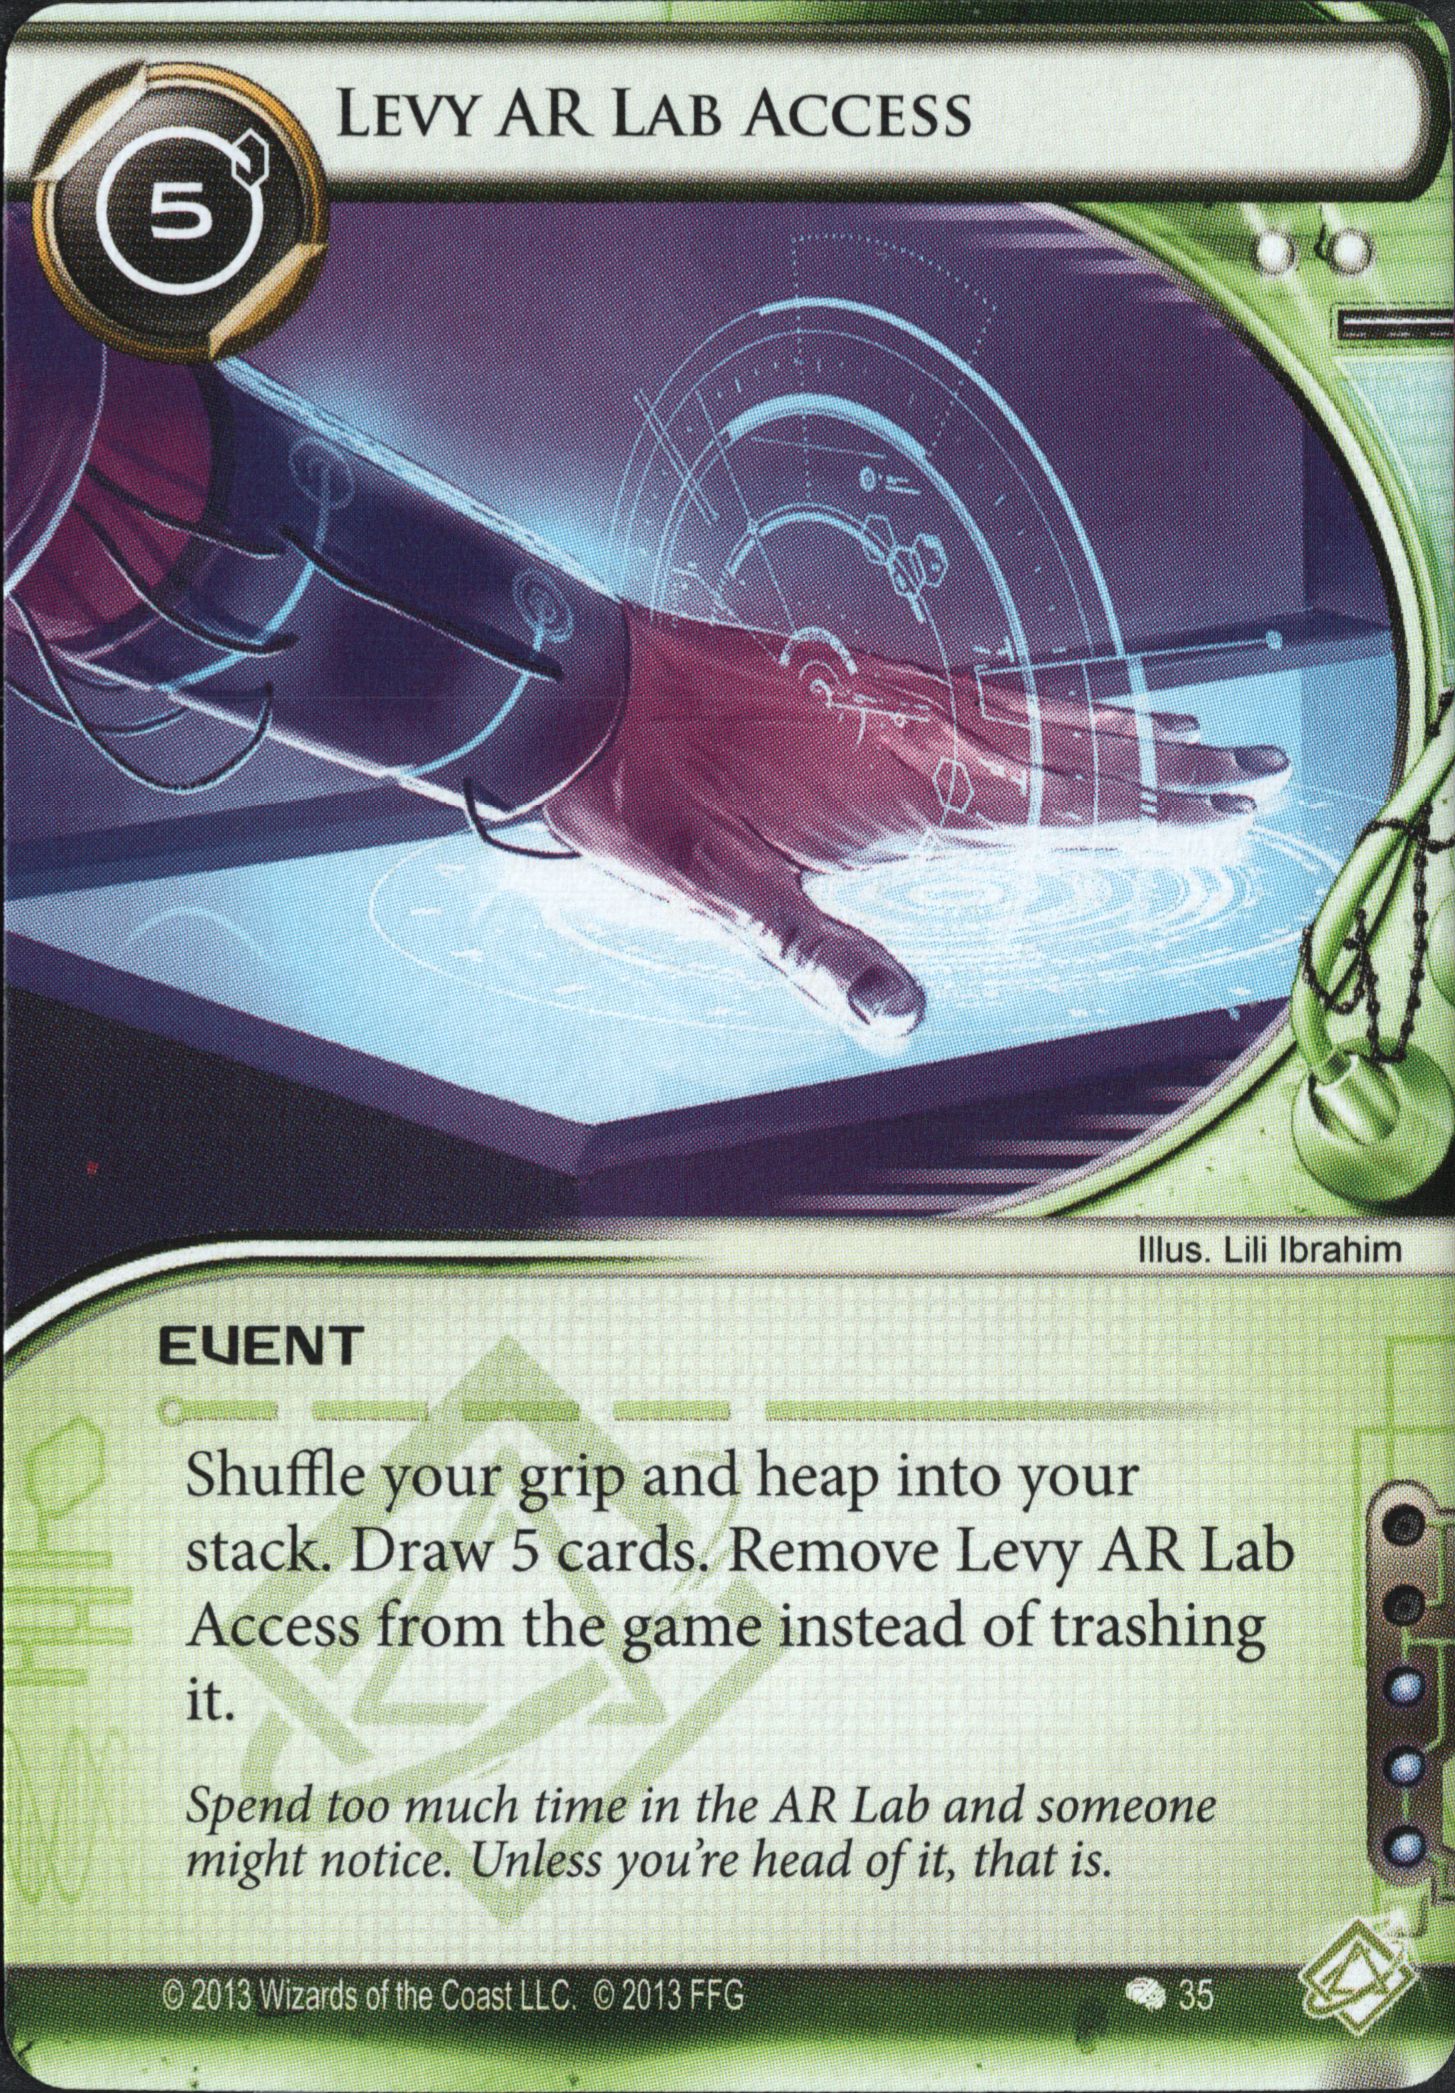 Levy AR Lab Access
5
Illus. Lili Ibrahim
EVENT
Shuffle your grip and heap into your
stack. Draw 5 cards. Remove Levy AR Lab
Access from the game instead of trashing
it.
Spend too much time in the AR Lab and someone
might notice. Unless you're head of it, that is.
© 2013 Wizards of the Coast LLC. © 2013 FFG
35